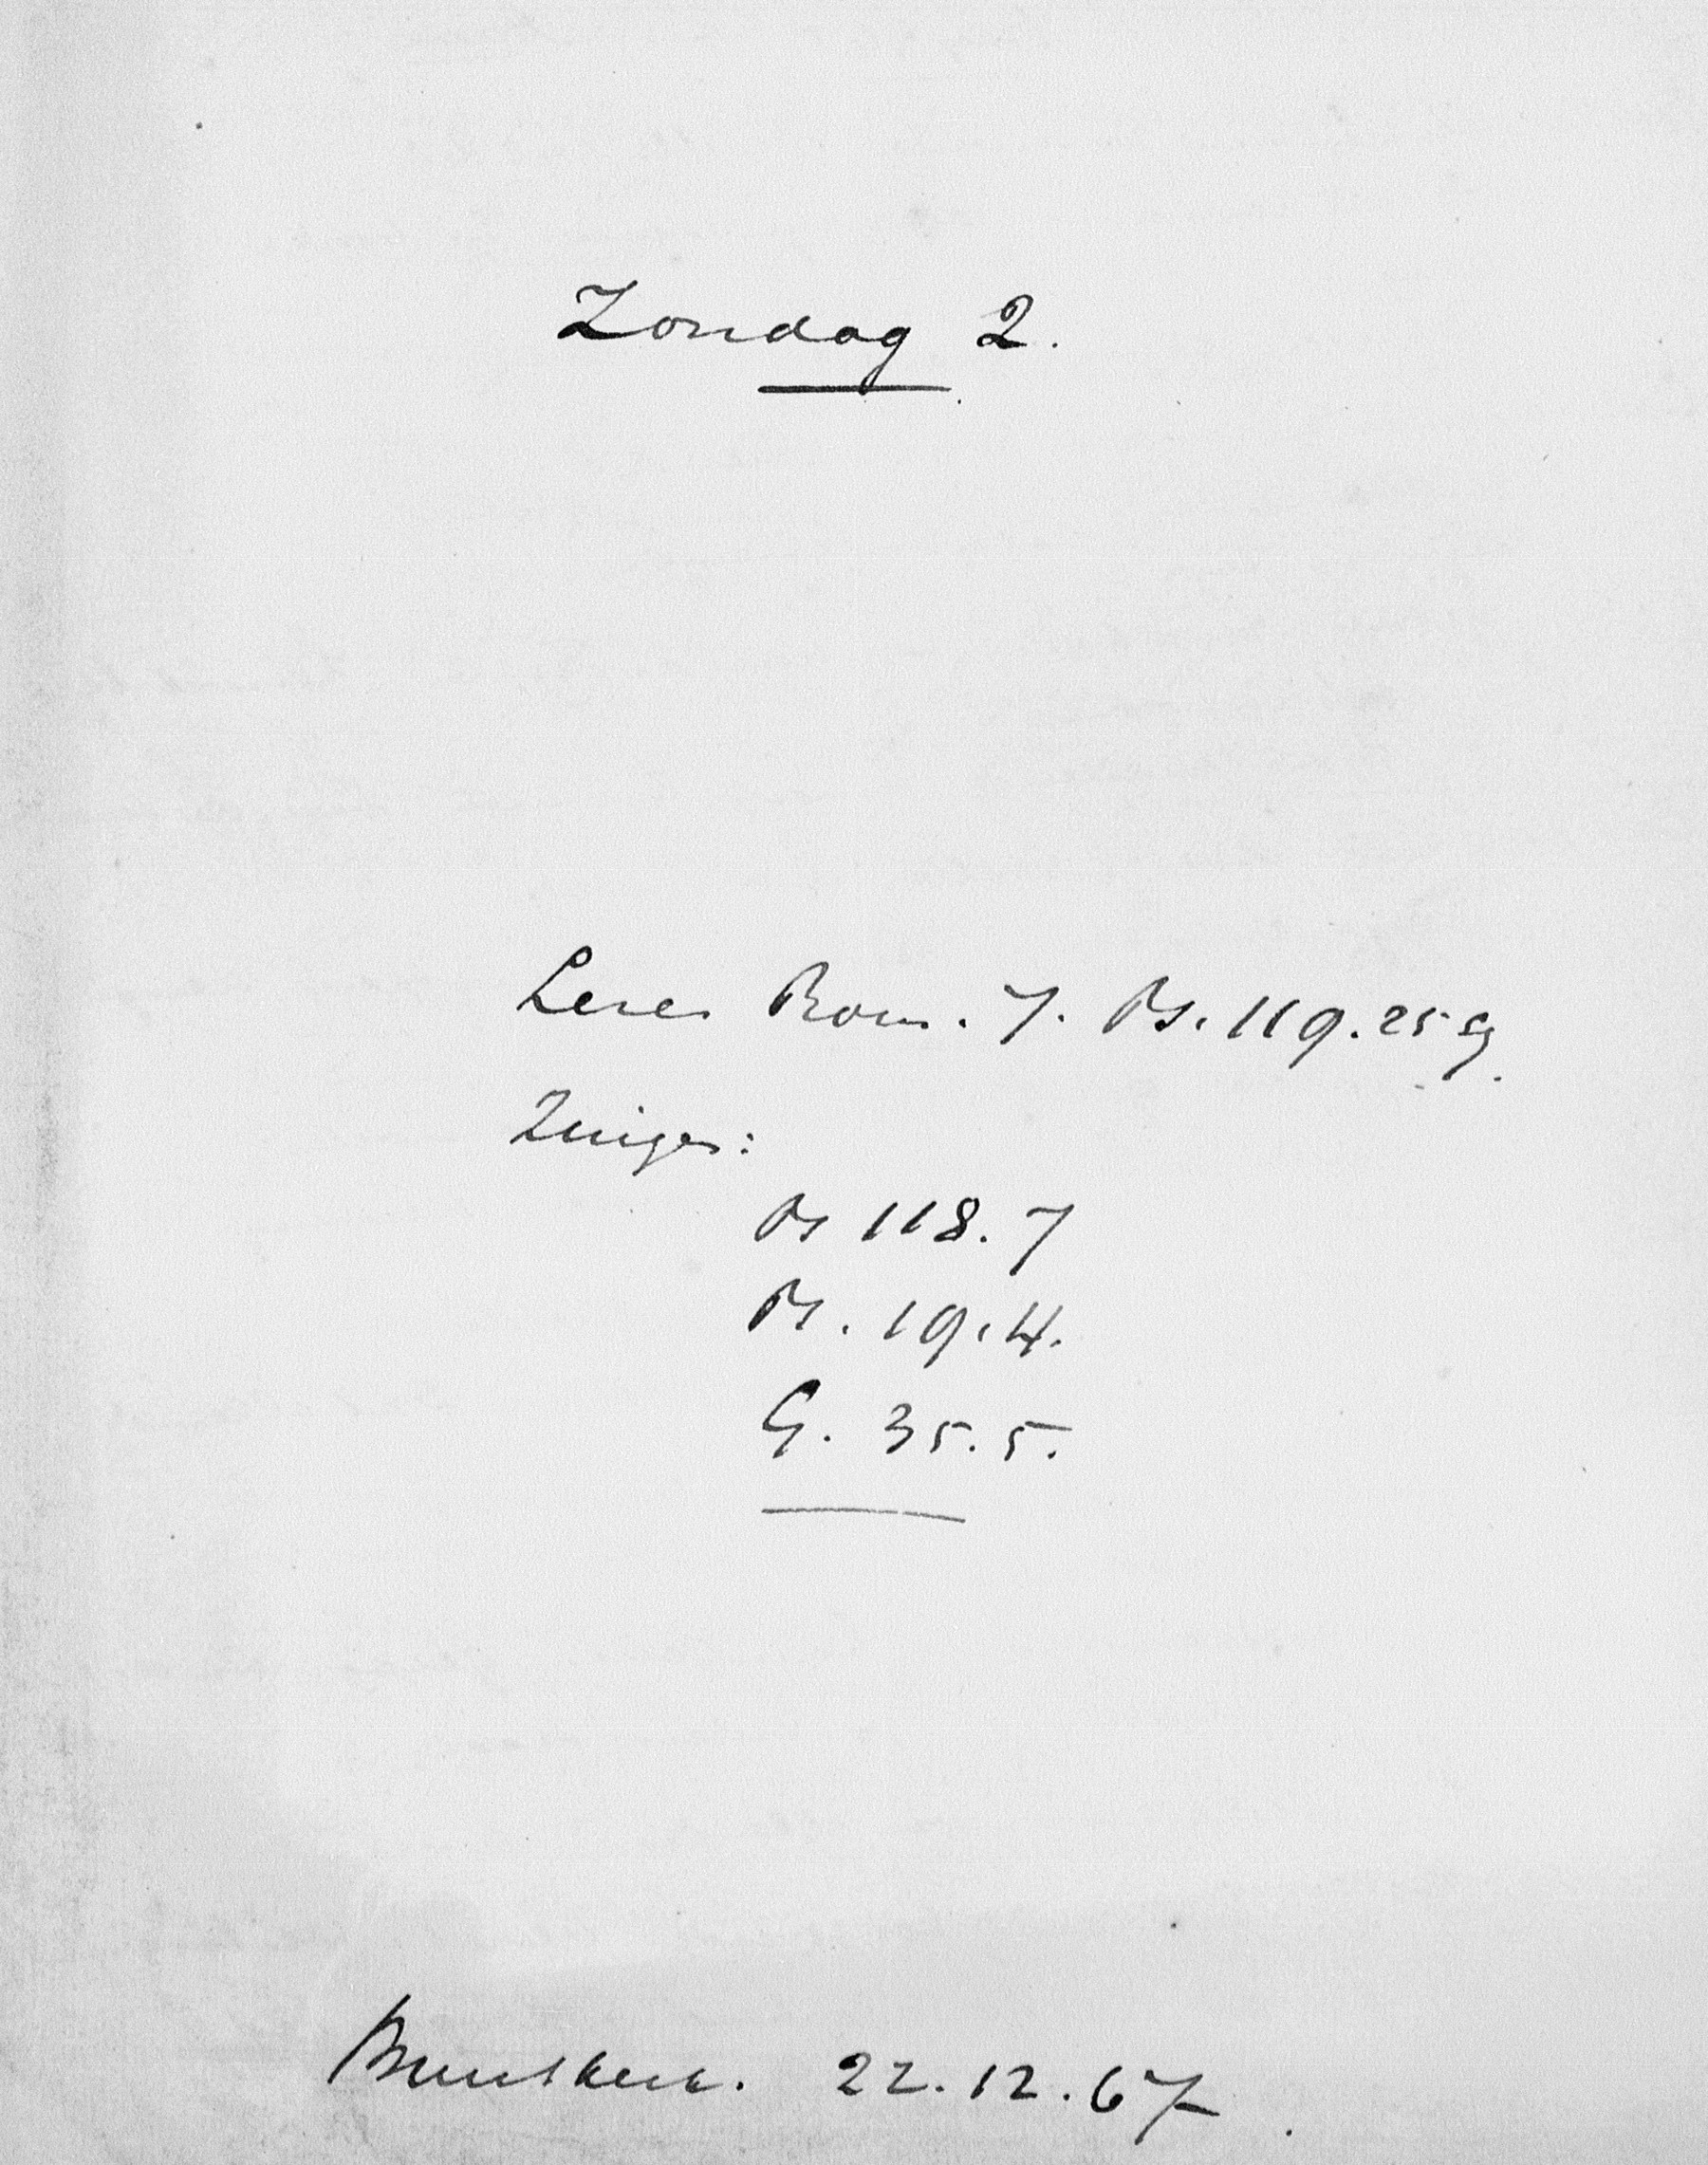 Zondag 2.
Lezen Rom. 7. Ps. 119.25
Zingen:
Ps 118.7
Ps. 19.4.
G. 35.5.
22.12.67